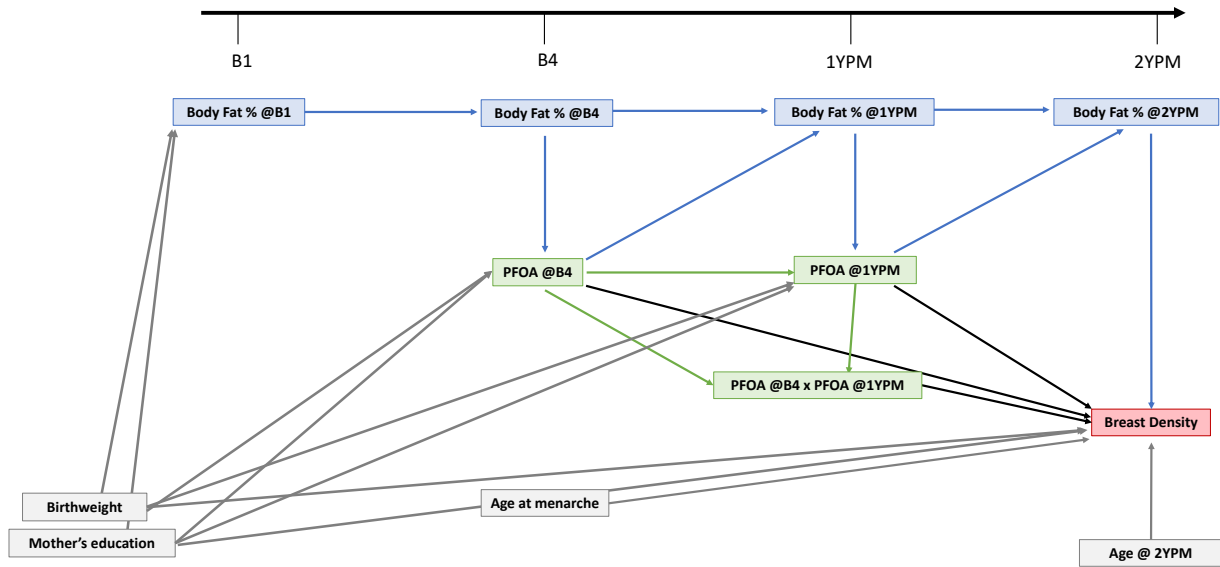 B1
B4
1YPM
2YPM
Body Fat % @B1
Body Fat % @B4
Body Fat % @1YPM
Body Fat % @2YPM
PFOA @B4
PFOA @1YPM
PFOA @B4 x PFOA @1YPM
Breast Density
Birthweight
Age at menarche
Mother's education
Age @ 2YPM